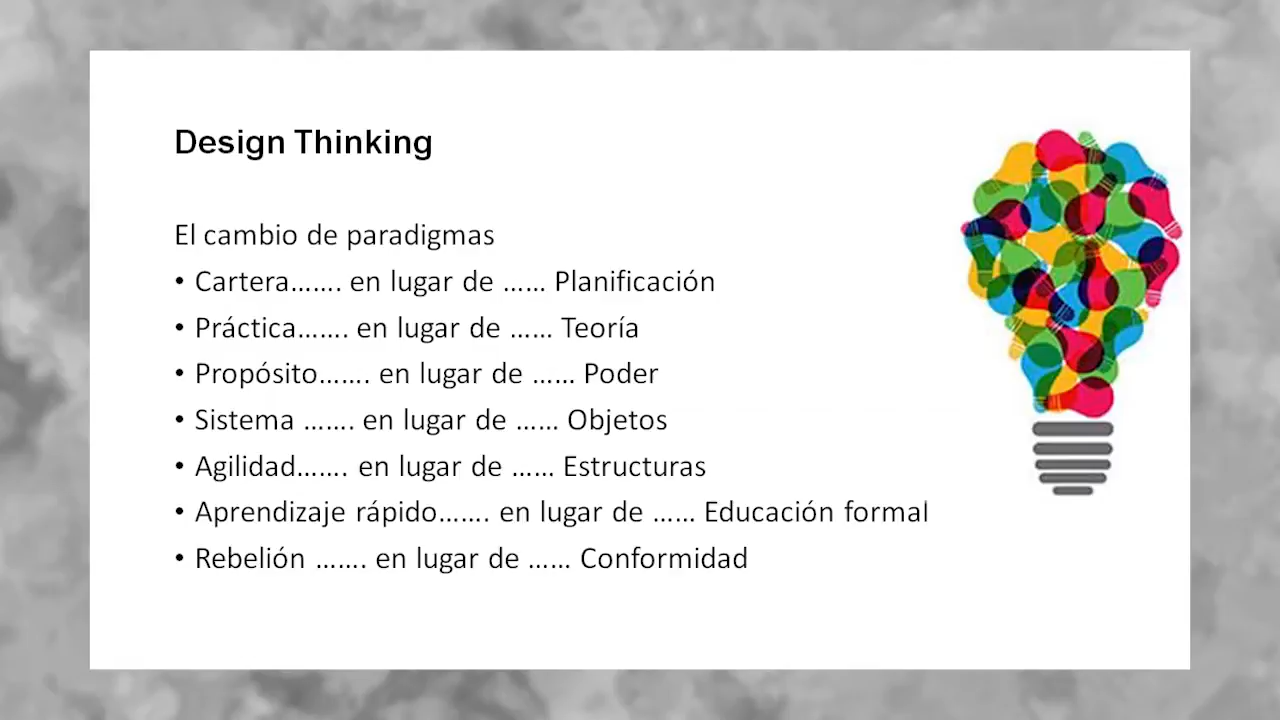 Design Thinking
El cambio de paradigmas
• Cartera……. en lugar de …… Planificación
• Práctica……. en lugar de …… Teoría
• Propósito……. en lugar de …… Poder
• Sistema ……. en lugar de …… Objetos
• Agilidad……. en lugar de …… Estructuras
• Aprendizaje rápido……. en lugar de …… Educación formal
• Rebelión ……. en lugar de …… Conformidad